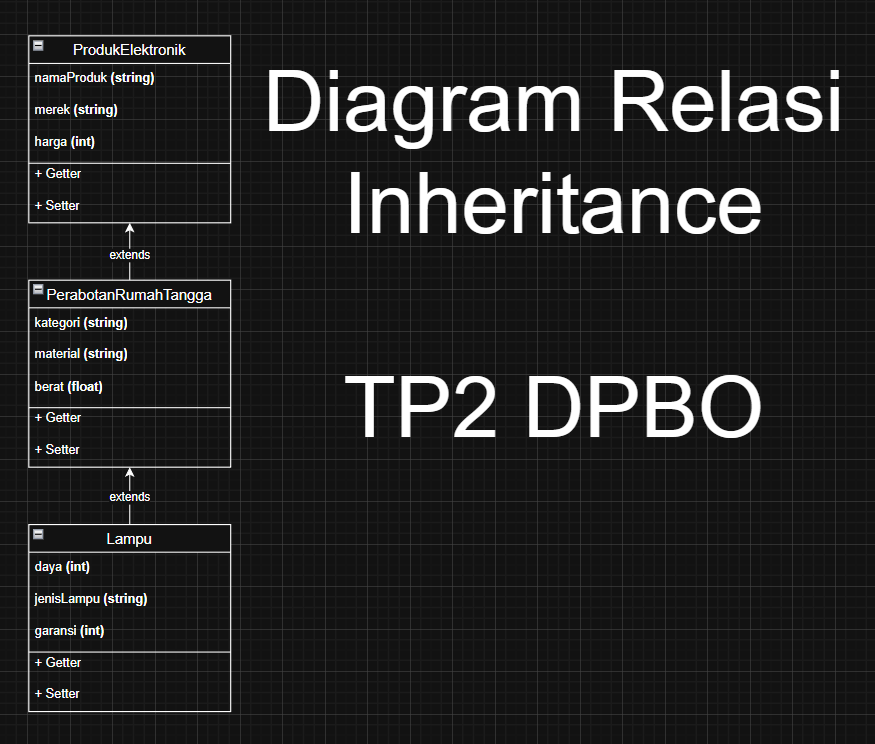 ProdukElektronik
namaProduk (string)
merek (string)
harga (int)
+ Getter
+ Setter
extends
PerabotanRumahTangga
kategori (string)
material (string)
berat (float)
+ Getter
+ Setter
extends
Lampu
daya (int)
jenisLampu (string)
garansi (int)
+ Getter
+ Setter
Diagram Relasi
Inheritance
TP2 DPBO